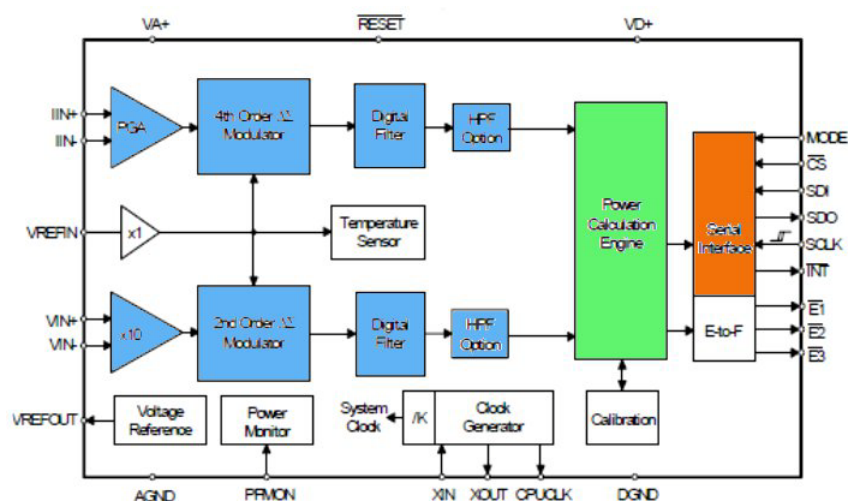 VA+
RESET
VD+
IIN+
IIN-
PGA
4th Order ΔΣ
Modulator
Digital
Filter
HPF
Option
VREFIN
x1
Temperature
Sensor
Power
Calculation
Engine
Serial
Interface
MODE
CS
SDI
SDO
SCLK
INT
VIN+
VIN-
x10
2nd Order ΔΣ
Modulator
Digital
Filter
HPF
Option
E-to-F
E1
E2
E3
VREFOUT
Voltage
Reference
Power
Monitor
System
Clock
/K
Clock
Generator
Calibration
AGND
PFMON
XIN
XOUT
CPUCLK
DGND